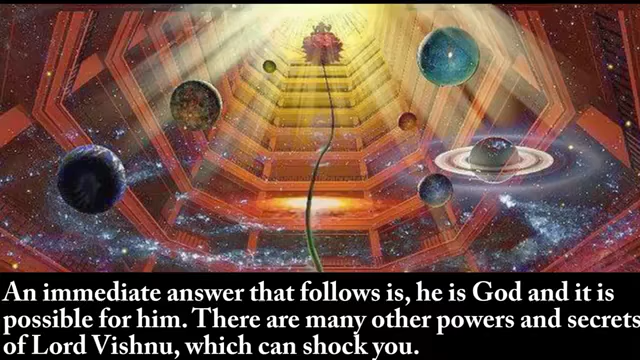 An immediate answer that follows is, he is God and it is
possible for him. There are many other powers and secrets
of Lord Vishnu, which can shock you.